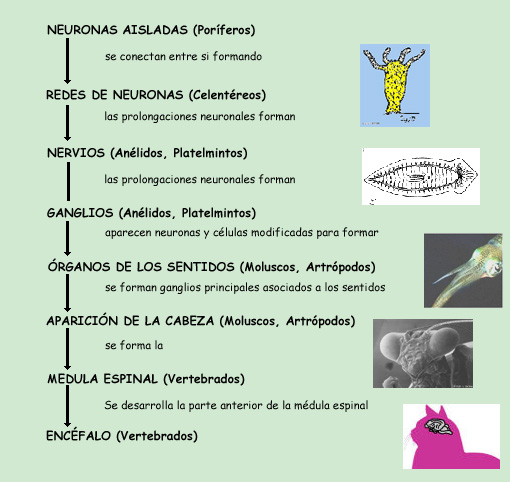 NEURONAS AISLADAS (Poríferos)
se conectan entre si formando
REDES DE NEURONAS (Celentéreos)
las prolongaciones neuronales forman
NERVIOS (Anélidos, Platelmintos)
las prolongaciones neuronales forman
GANGLIOS (Anélidos, Platelmintos)
aparecen neuronas y células modificadas para formar
ÓRGANOS DE LOS SENTIDOS (Moluscos, Artrópodos)
se forman ganglios principales asociados a los sentidos
APARICIÓN DE LA CABEZA (Moluscos, Artrópodos)
se forma la
MEDULA ESPINAL (Vertebrados)
Se desarrolla la parte anterior de la médula espinal
ENCÉFALO (Vertebrados)